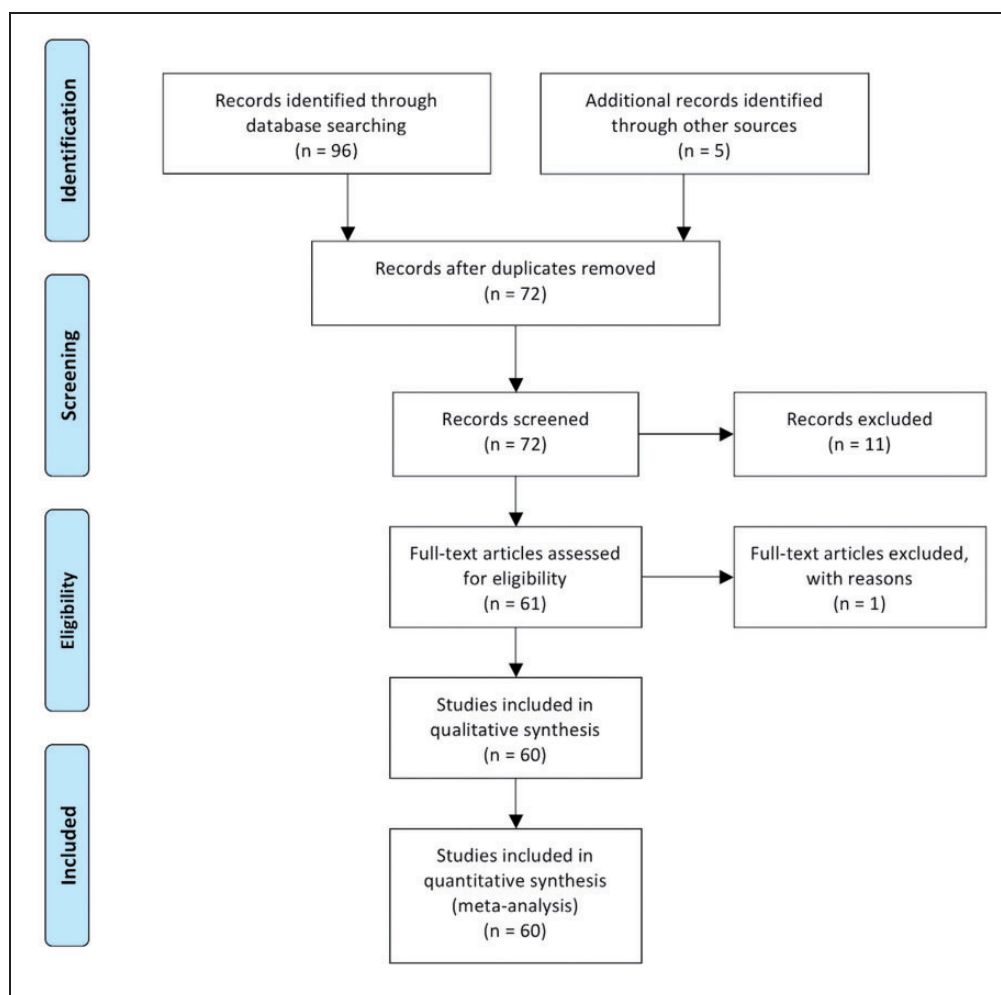 Identification
Records identified through
database searching
(n = 96)
Additional records identified
through other sources
(n = 5)
Records after duplicates removed
(n = 72)
Screening
Records screened
(n = 72)
Records excluded
(n = 11)
Eligibility
Full-text articles assessed
for eligibility
(n = 61)
Full-text articles excluded,
with reasons
(n = 1)
Studies included in
qualitative synthesis
(n = 60)
Included
Studies included in
quantitative synthesis
(meta-analysis)
(n = 60)